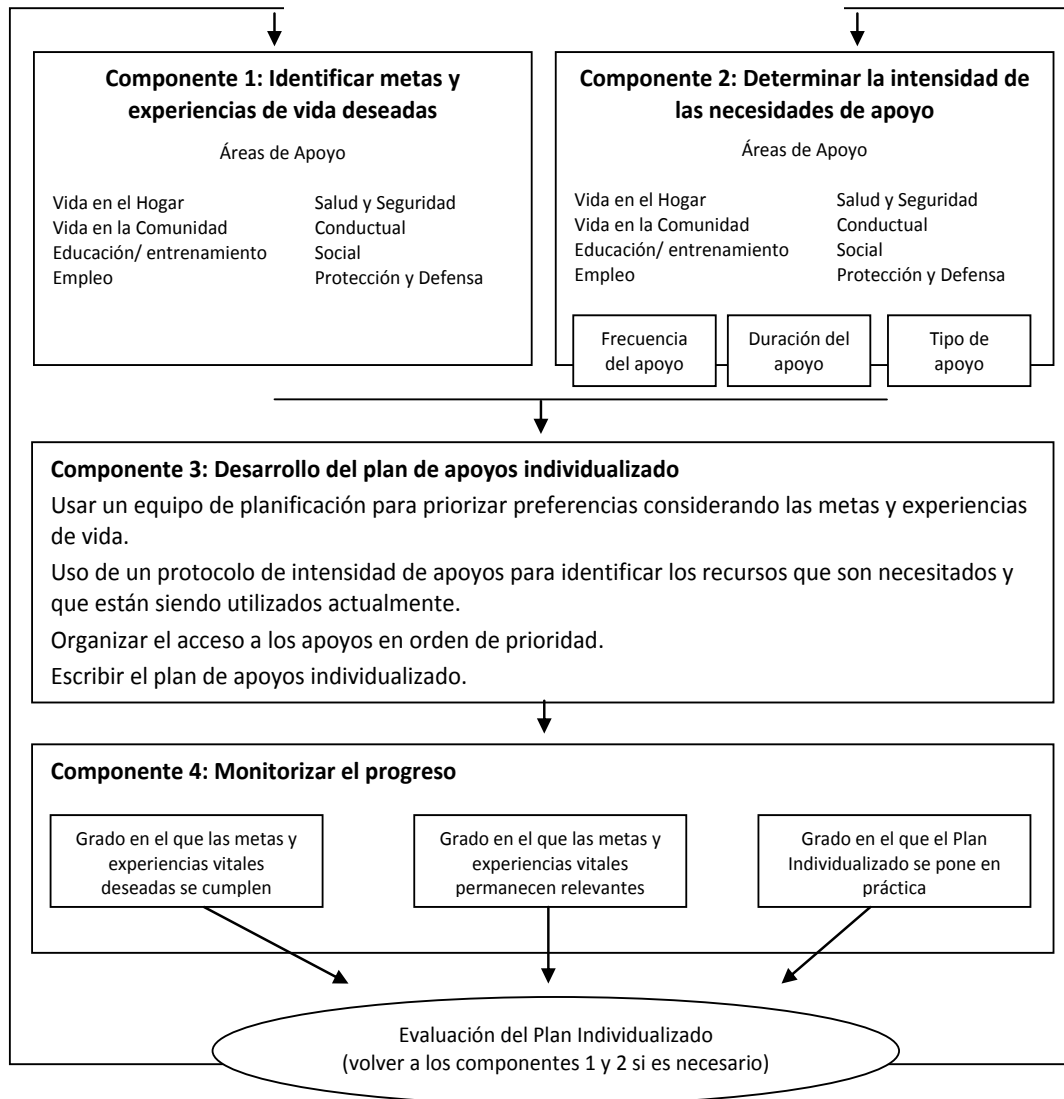 Componente 1: Identificar metas y
experiencias de vida deseadas
Áreas de Apoyo
Vida en el Hogar
Vida en la Comunidad
Educación/ entrenamiento
Empleo
Salud y Seguridad
Conductual
Social
Protección y Defensa
Componente 2: Determinar la intensidad de
las necesidades de apoyo
Áreas de Apoyo
Vida en el Hogar
Vida en la Comunidad
Educación/ entrenamiento
Empleo
Salud y Seguridad
Conductual
Social
Protección y Defensa
Frecuencia
del apoyo
Duración del
apoyo
Tipo de
apoyo
Componente 3: Desarrollo del plan de apoyos individualizado
Usar un equipo de planificación para priorizar preferencias considerando las metas y experiencias
de vida.
Uso de un protocolo de intensidad de apoyos para identificar los recursos que son necesitados y
que están siendo utilizados actualmente.
Organizar el acceso a los apoyos en orden de prioridad.
Escribir el plan de apoyos individualizado.
Componente 4: Monitorizar el progreso
Grado en el que las metas y
experiencias vitales
deseadas se cumplen
Grado en el que las metas y
experiencias vitales
permanecen relevantes
Grado en el que el Plan
Individualizado se pone en
práctica
Evaluación del Plan Individualizado
(volver a los componentes 1 y 2 si es necesario)